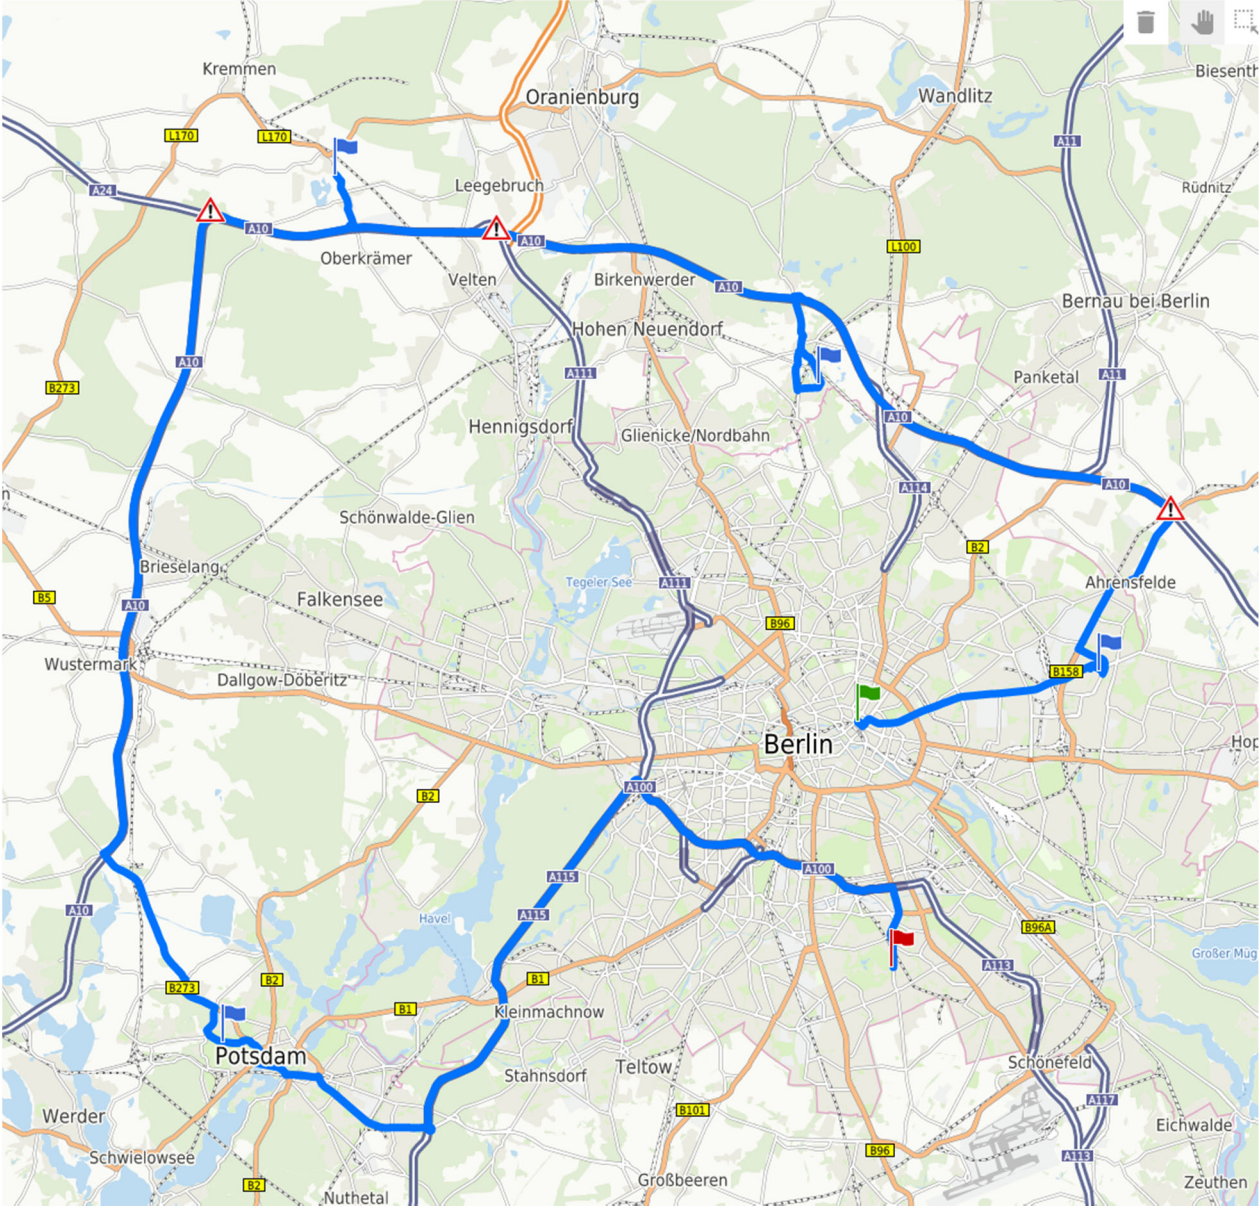 Kremmen
Biesenth
Oranienburg
Wandlitz
L170
L170
A11
A24
Leegebruch
Rüdnitz
A10
A10
L100
Oberkrämer
Velten
Birkenwerder
A10
Bernau bei Berlin
Hohen Neuendorf
A10
A111
A11
Panketal
B273
A10
Hennigsdorf
Glienicke/Nordbahn
n
A10
A114
Schönwalde-Glien
B2
Brieselang
Tegeler See
A111
Ahrensfelde
B5
A10
Falkensee
B96
Wustermark
Dallgow-Döberitz
B158
Berlin
Hop
A100
B2
A115
A100
A10
Havel
A115
B96A
Großer Müg
A113
B273
B2
B1
B1
Kleinmachnow
Potsdam
Stahnsdorf
Teltow
Schönefeld
Werder
B101
A117
Eichwalde
Schwielowsee
B96
A113
B2
Nuthetal
Großbeeren
Zeuthen